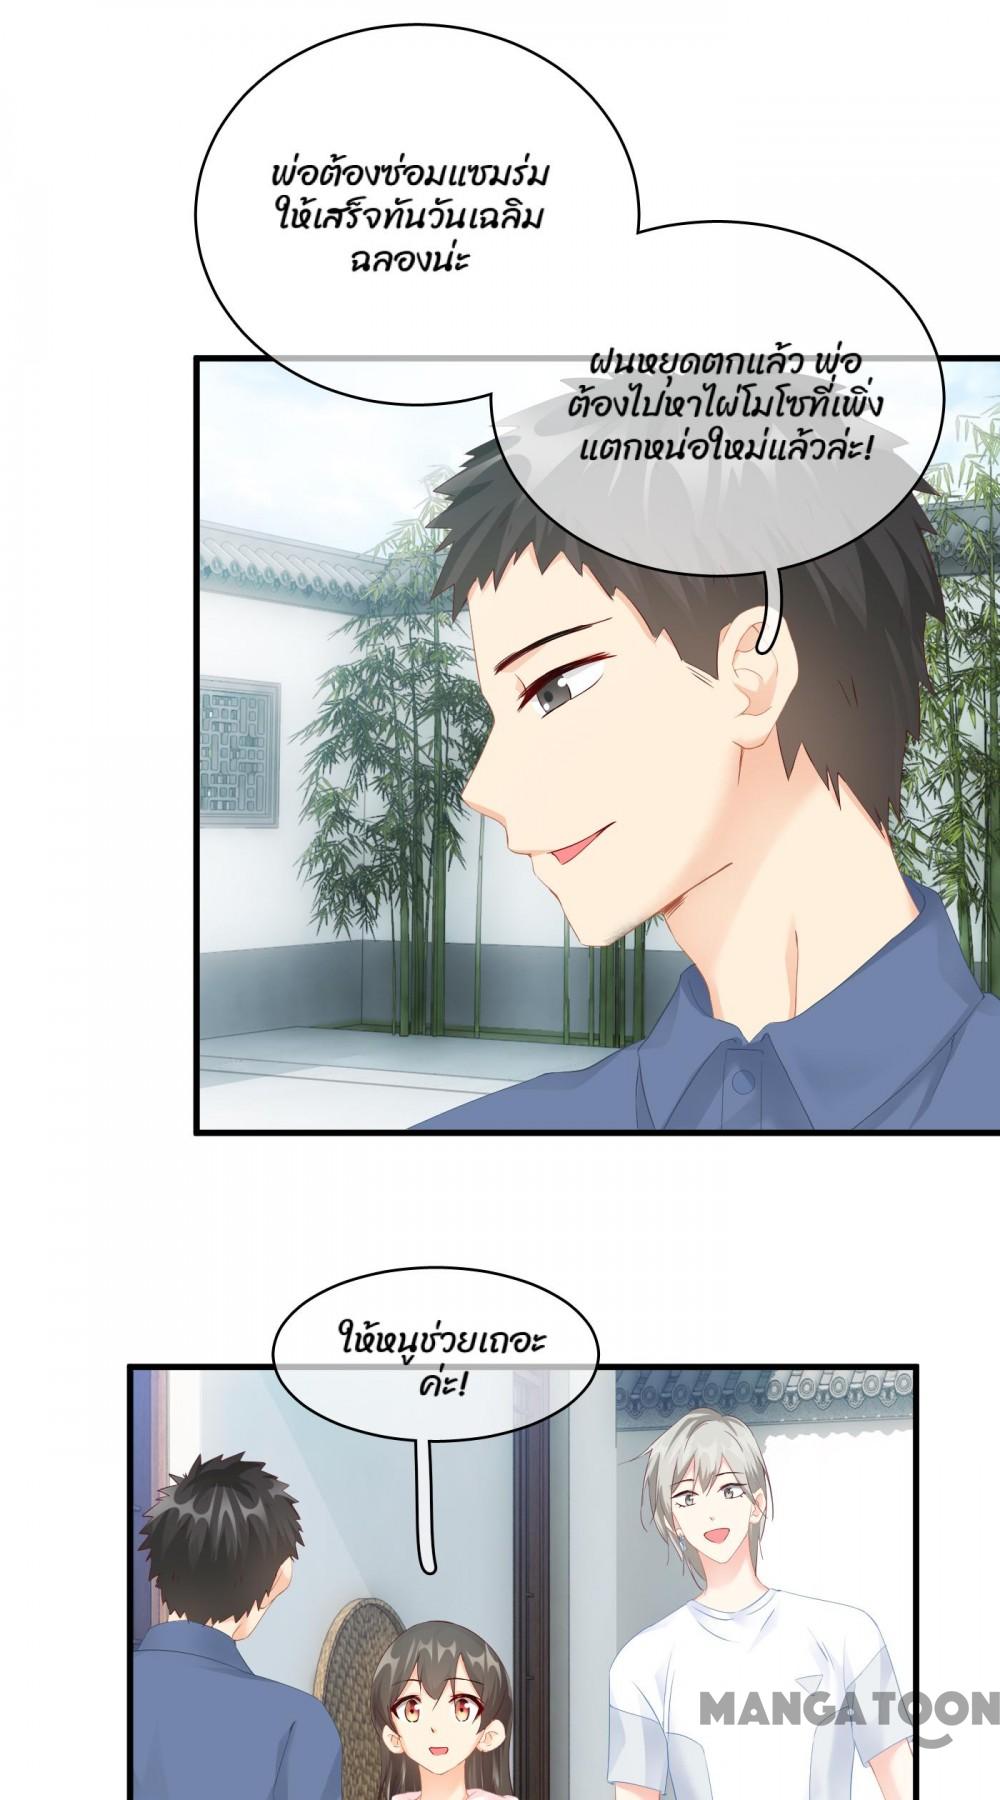 พ่อต้องซ่อมแซมร่ม
ให้เสร็จทันวันเฉลิม
ฉลองน่ะ
ฝนหยุดตกแล้ว พ่อ
ต้องไปหาไผ่โมโซที่เพิ่ง
แตกหน่อใหม่แล้วล่ะ!
ให้หนูช่วยเถอะ
ค่ะ!
MANGATOON